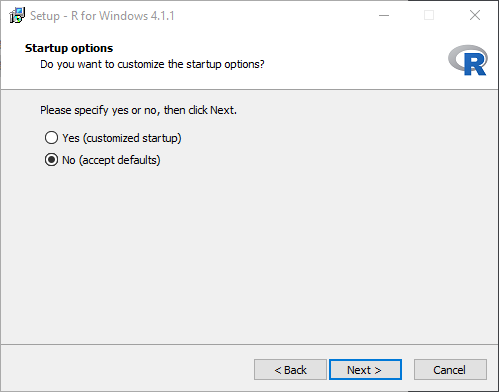 Setup - R for Windows 4.1.1
Startup options
Do you want to customize the startup options?
R
Please specify yes or no, then click Next.
Yes (customized startup)
No (accept defaults)
< Back
Next >
Cancel